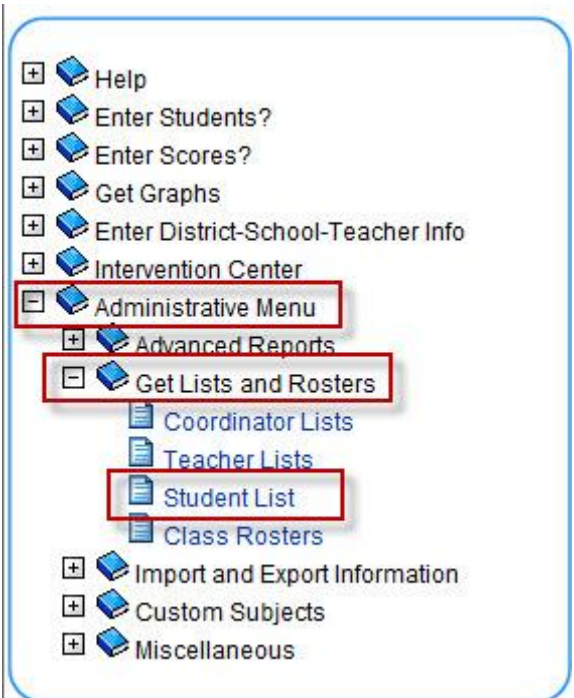 Help
Enter Students?
Enter Scores?
Get Graphs
Enter District-School-Teacher Info
Intervention Center
Administrative Menu
Advanced Reports
Get Lists and Rosters
Coordinator Lists
Teacher Lists
Student List
Class Rosters
Import and Export Information
Custom Subjects
Miscellaneous